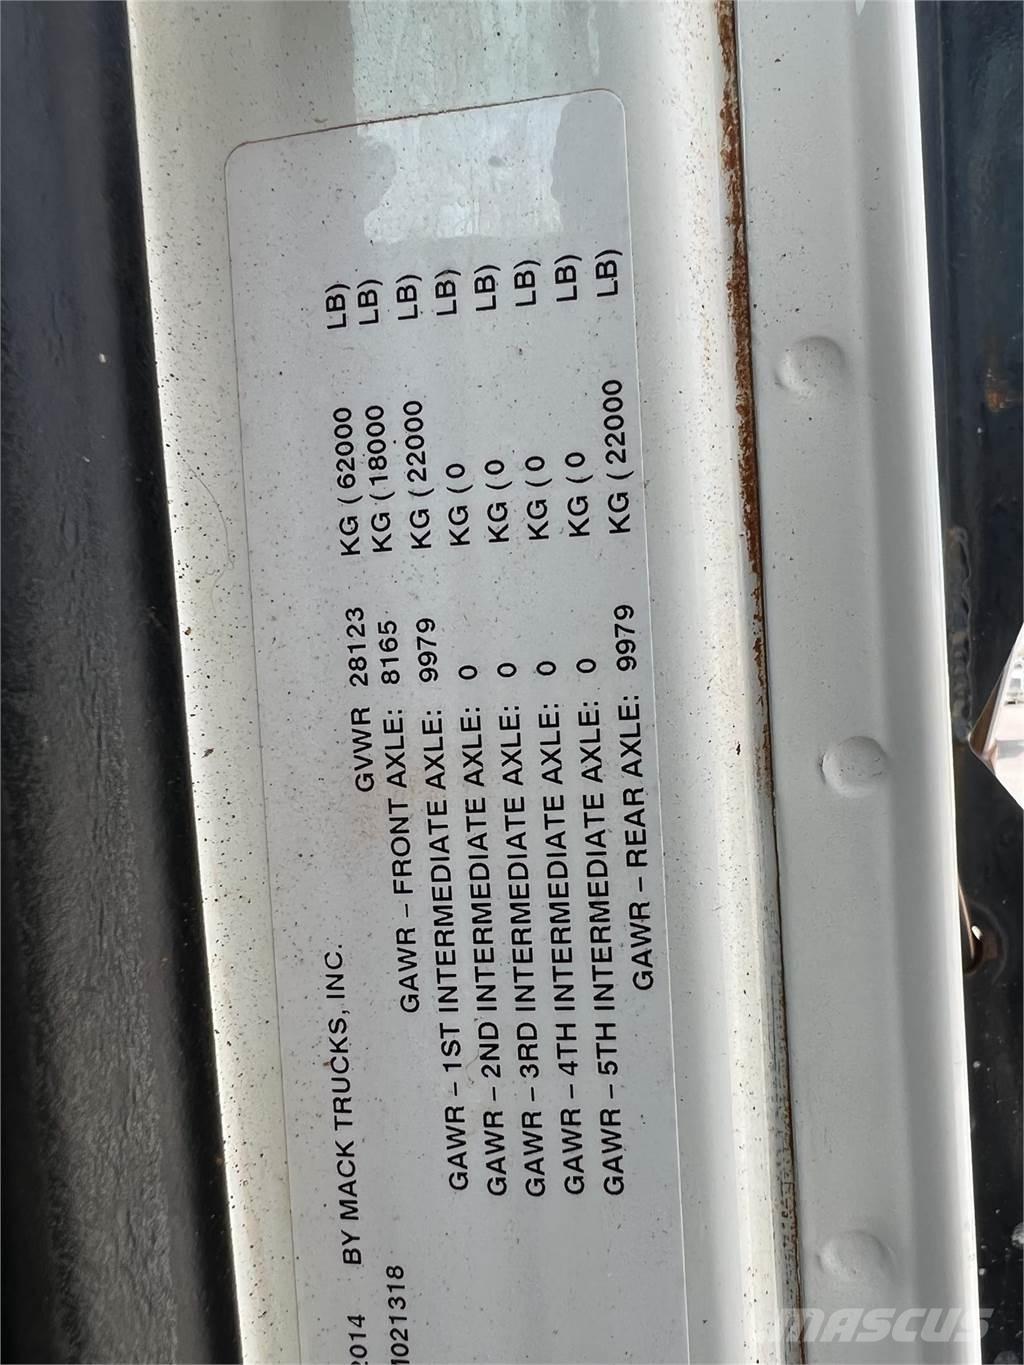 2014 BY MACK TRUCKS, INC. GVWR 28123 KG (62000 LB)
1021318
GAWR – FRONT AXLE: 8165 KG (18000 LB)
GAWR – 1ST INTERMEDIATE AXLE: 9979 KG (22000 LB)
GAWR – 2ND INTERMEDIATE AXLE: 0 KG (0 LB)
GAWR – 3RD INTERMEDIATE AXLE: 0 KG (0 LB)
GAWR – 4TH INTERMEDIATE AXLE: 0 KG (0 LB)
GAWR – 5TH INTERMEDIATE AXLE: 0 KG (0 LB)
GAWR – REAR AXLE: 9979 KG (22000 LB)
MASCUS